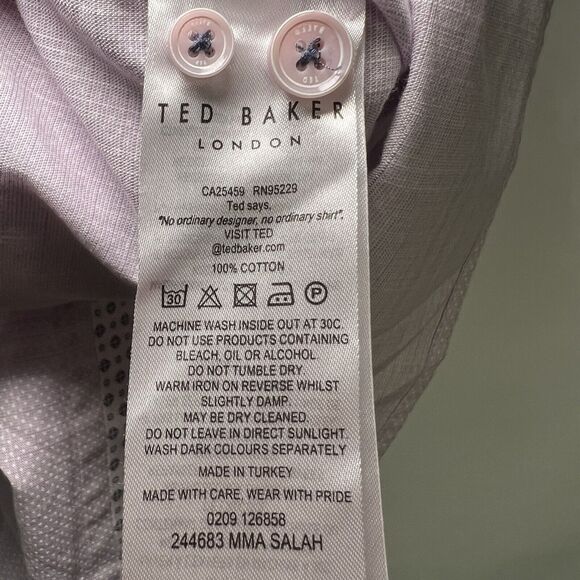 TED BAKER
LONDON
CA25459 RN95229
Ted says,
"No ordinary designer, no ordinary shirt".
VISIT TED
@tedbaker.com
100% COTTON
30
P
MACHINE WASH INSIDE OUT AT 30C.
DO NOT USE PRODUCTS CONTAINING
BLEACH, OIL OR ALCOHOL.
DO NOT TUMBLE DRY.
WARM IRON ON REVERSE WHILST
SLIGHTLY DAMP.
MAY BE DRY CLEANED.
DO NOT LEAVE IN DIRECT SUNLIGHT.
WASH DARK COLOURS SEPARATELY
MADE IN TURKEY
MADE WITH CARE, WEAR WITH PRIDE
0209 126858
244683 MMA SALAH